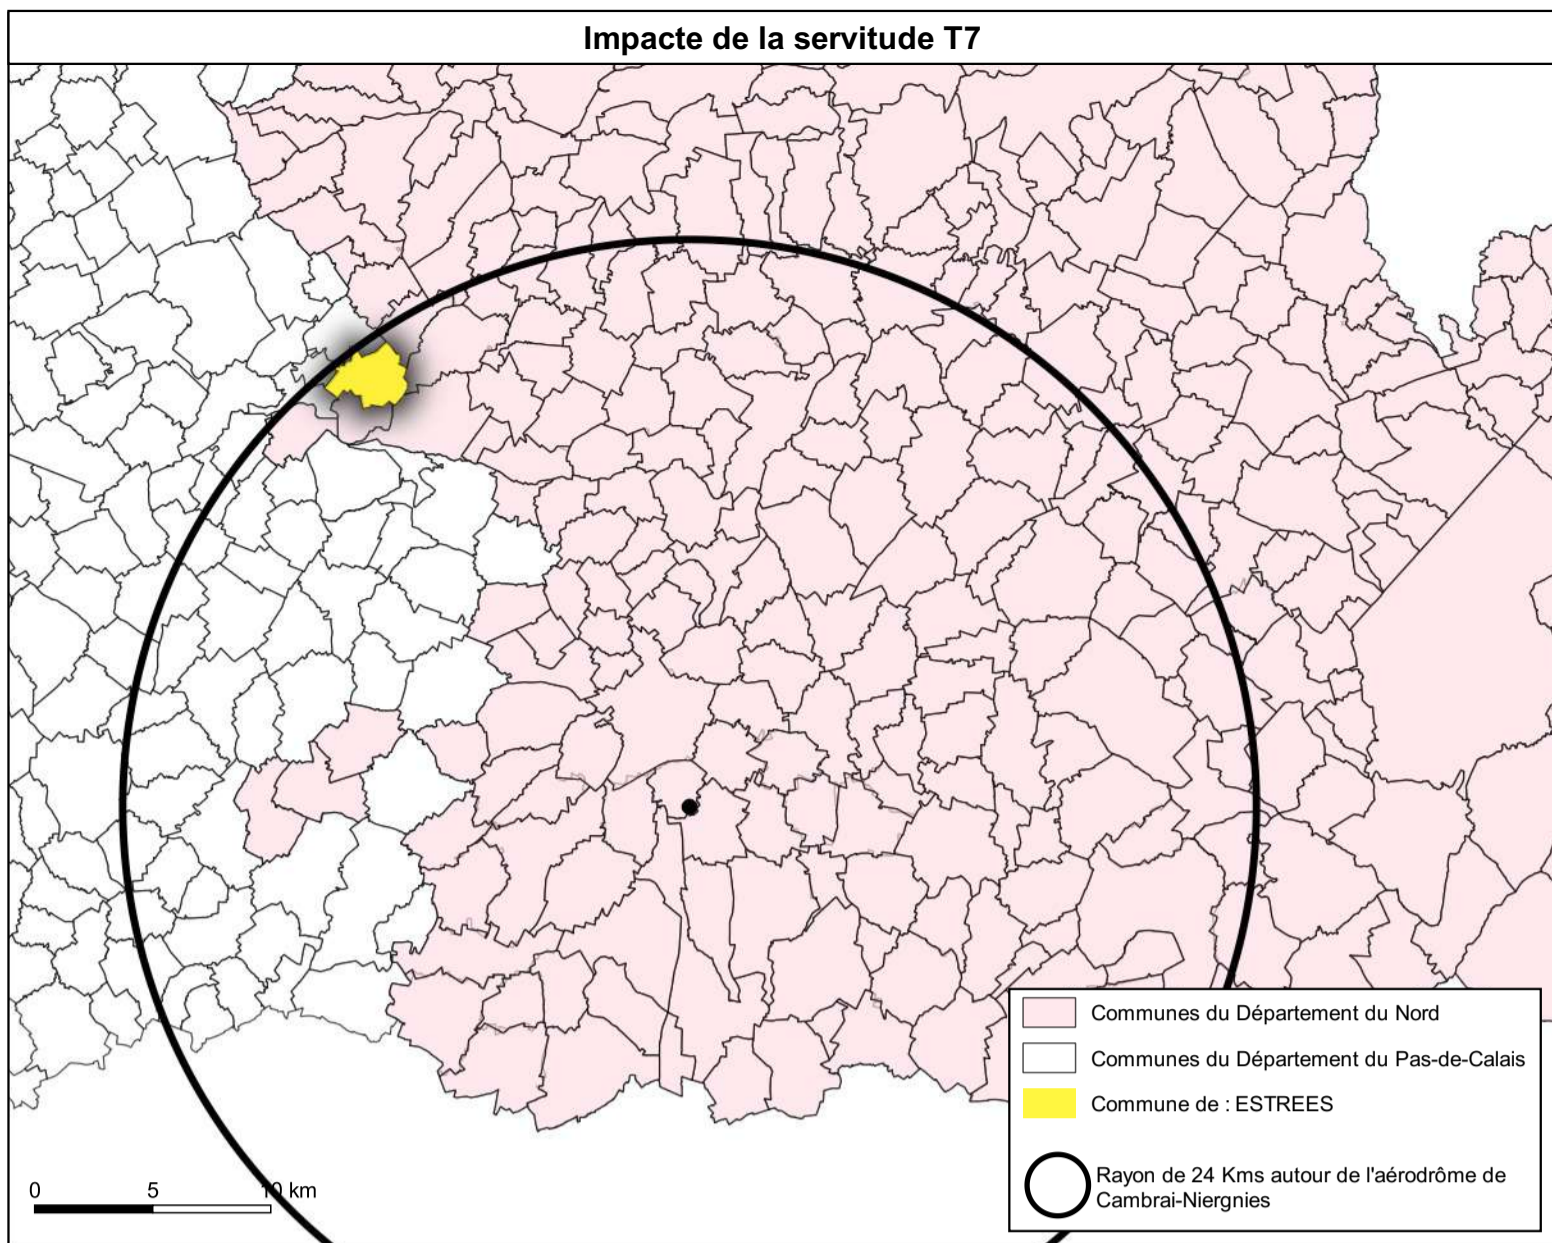 Impacte de la servitude T7
Communes du Département du Nord
Communes du Département du Pas-de-Calais
Commune de : ESTREES
Rayon de 24 Kms autour de l'aérodrôme de
Cambrai-Niergnies
0 5 10 km